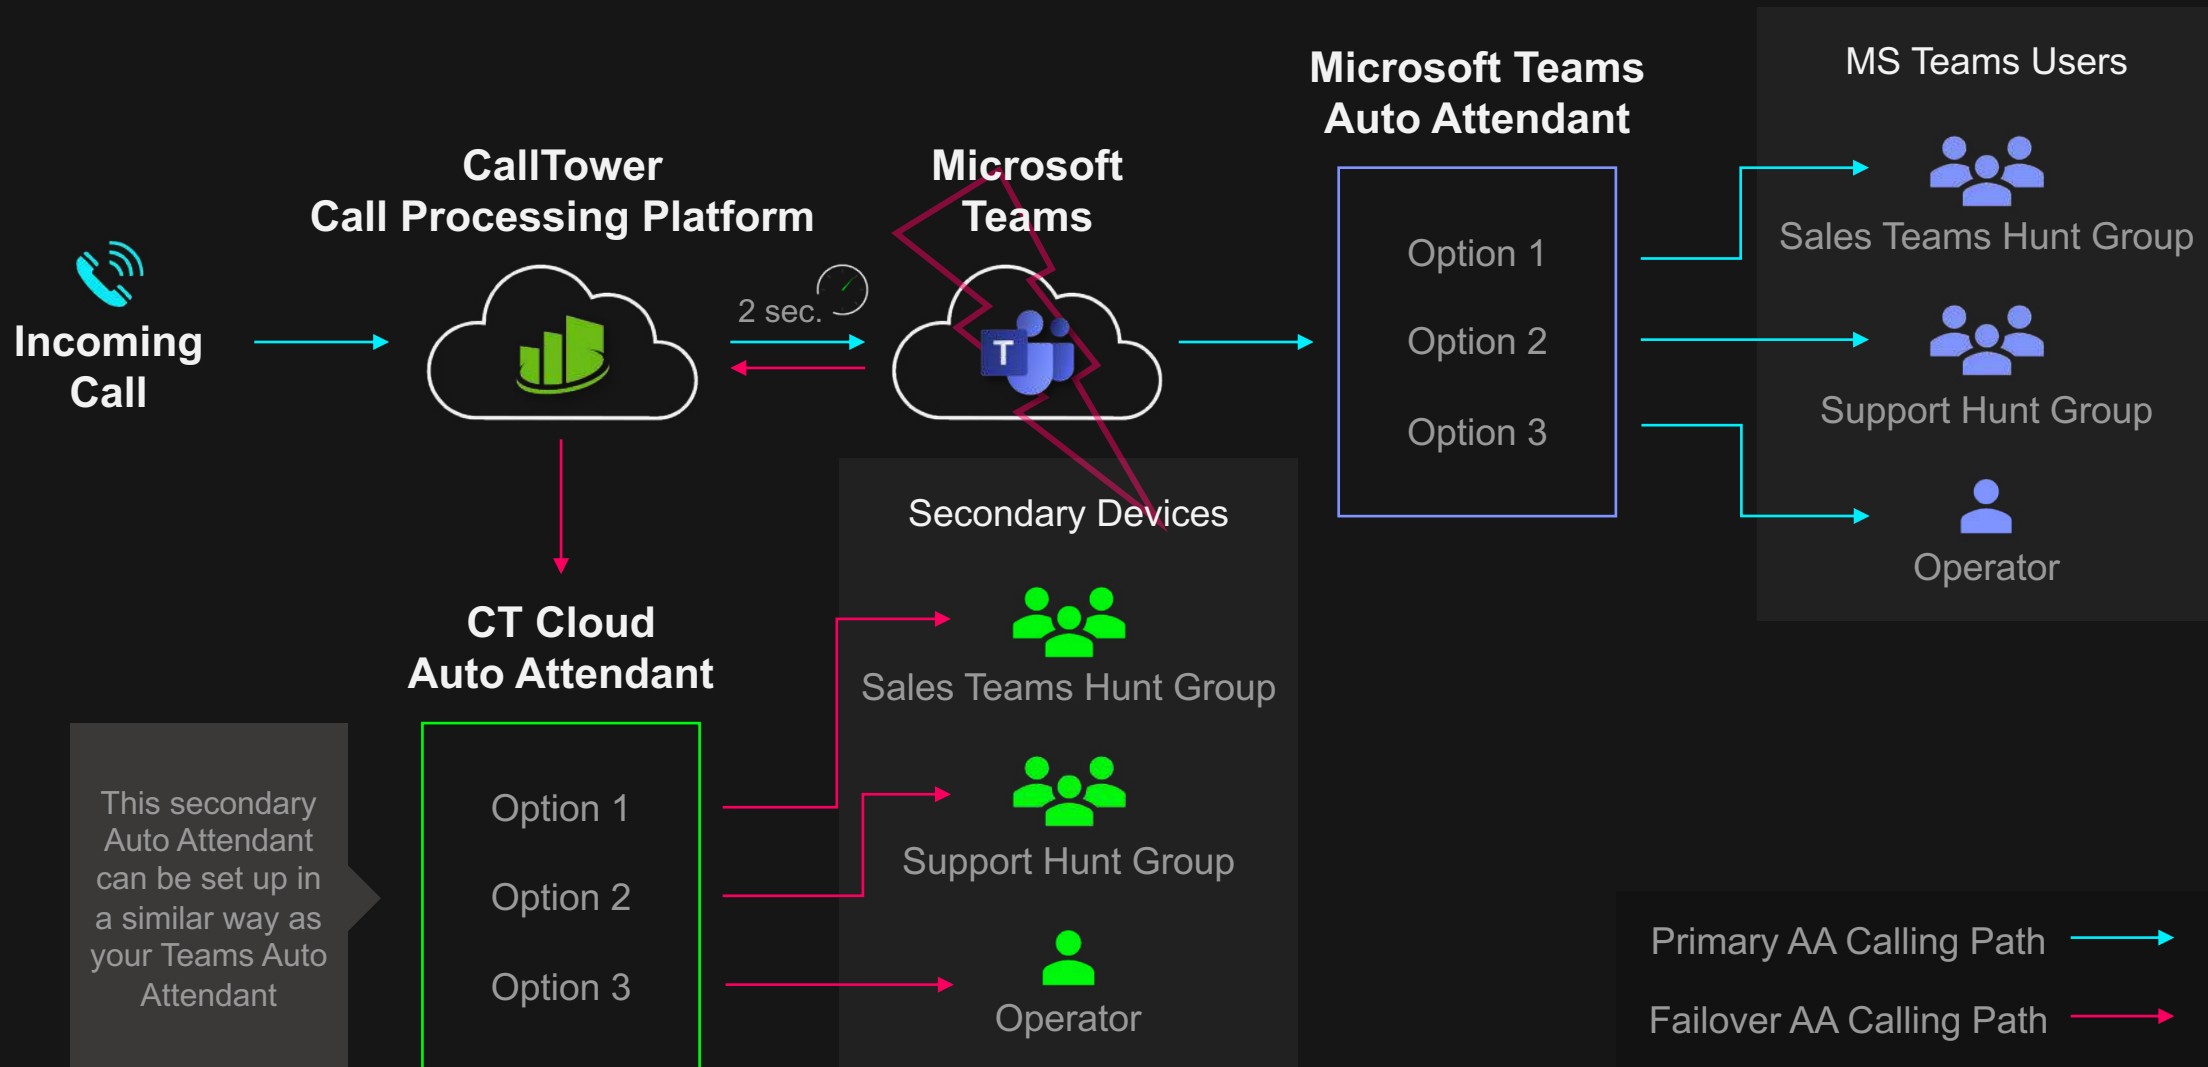 Incoming
Call
CallTower
Call Processing Platform
2 sec.
Microsoft
Teams
T
Microsoft Teams
Auto Attendant
Option 1
Option 2
Option 3
MS Teams Users
Sales Teams Hunt Group
Support Hunt Group
Operator
CT Cloud
Auto Attendant
This secondary
Auto Attendant
can be set up in
a similar way as
your Teams Auto
Attendant
Option 1
Option 2
Option 3
Secondary Devices
Sales Teams Hunt Group
Support Hunt Group
Operator
Primary AA Calling Path
Failover AA Calling Path